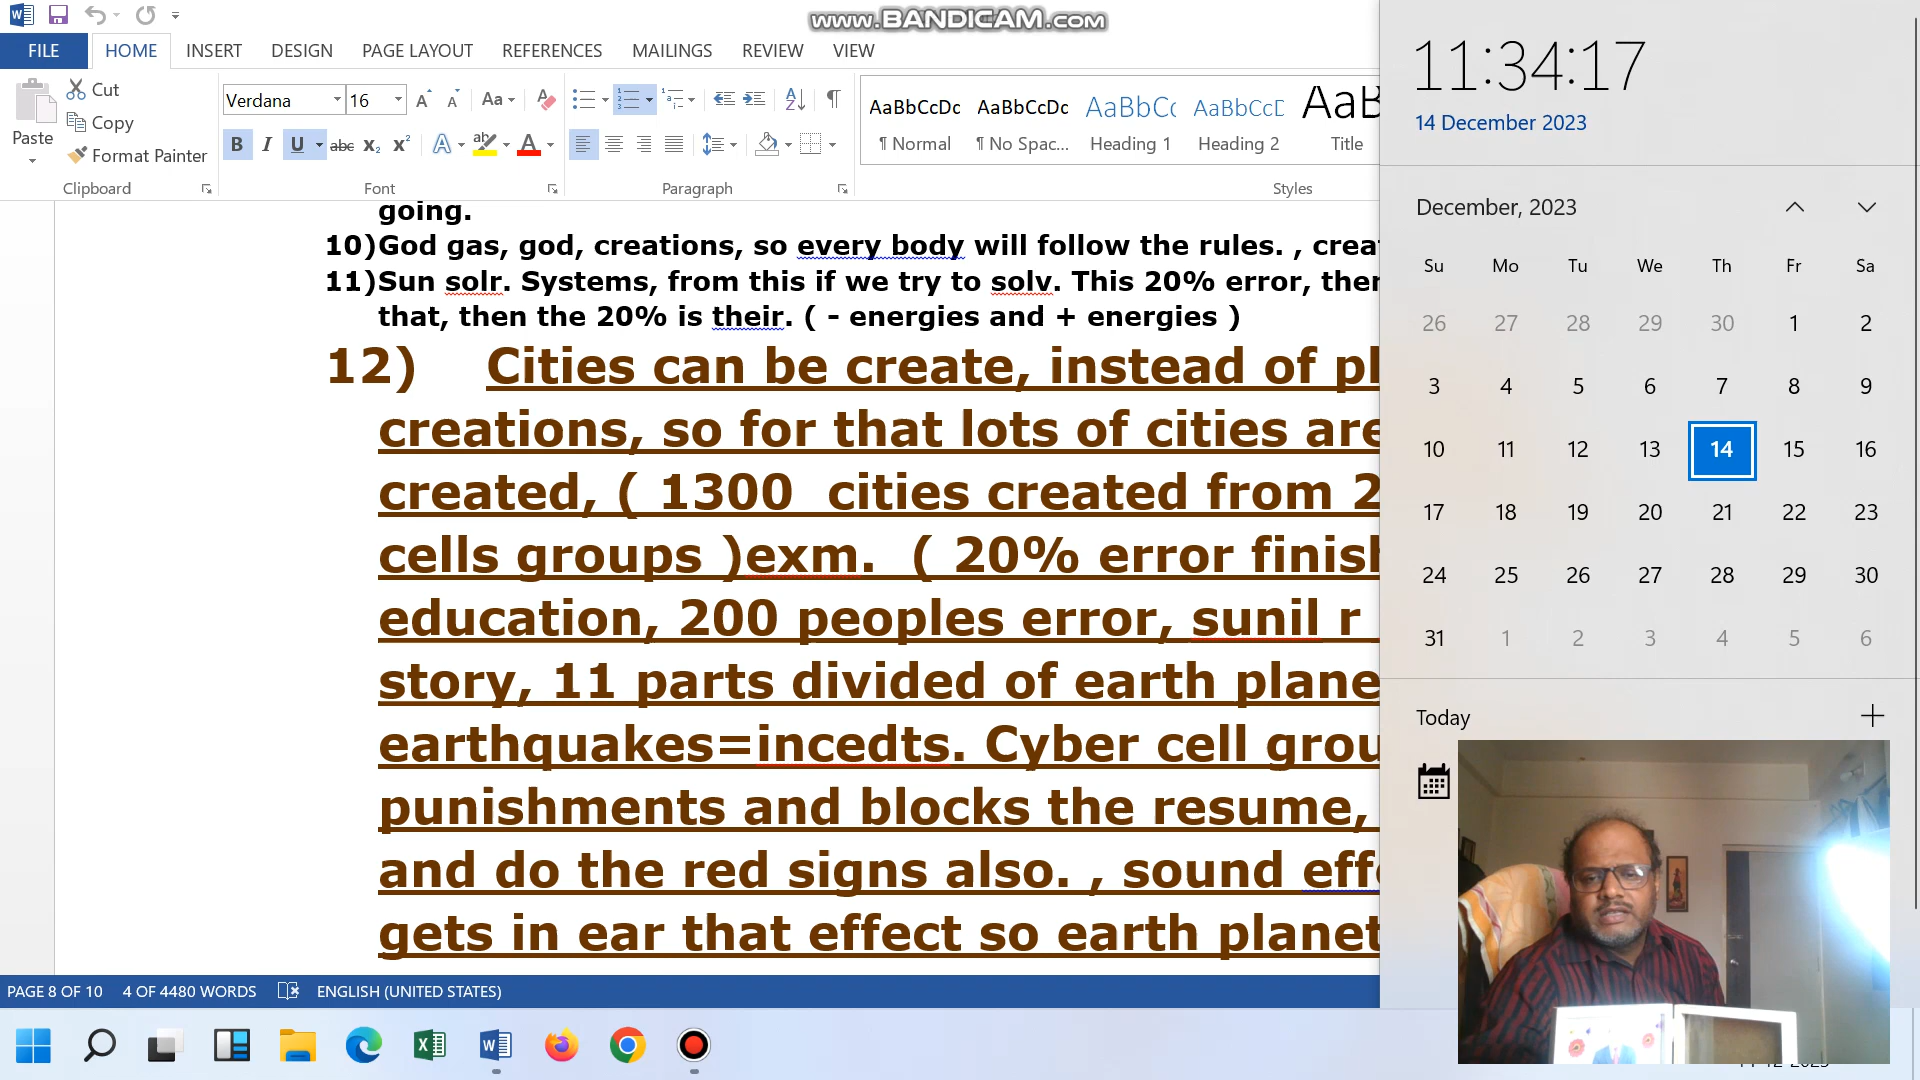 www.BANDICAM.com
FILE HOME INSERT DESIGN PAGE LAYOUT REFERENCES MAILINGS REVIEW VIEW
Paste
Cut
Copy
Format Painter
Clipboard
Verdana 16
Font
Paragraph
AaBbCcDc AaBbCcDc AaBbCc AaBbCcD AaB
¶ Normal ¶ No Spac... Heading 1 Heading 2 Title
Styles
going.
10)God gas, god, creations, so every body will follow the rules. , crea
11)Sun solr. Systems, from this if we try to solv. This 20% error, ther
that, then the 20% is their. ( - energies and + energies )
12) Cities can be create, instead of pl
creations, so for that lots of cities are
created, ( 1300 cities created from 2
cells groups )exm. ( 20% error finish
education, 200 peoples error, sunil r
story, 11 parts divided of earth plane
earthquakes=incedts. Cyber cell grou
punishments and blocks the resume,
and do the red signs also. , sound effe
gets in ear that effect so earth planet
PAGE 8 OF 10 4 OF 4480 WORDS ENGLISH (UNITED STATES)
11:34:17
14 December 2023
December, 2023
Su Mo Tu We Th Fr Sa
26 27 28 29 30 1 2
3 4 5 6 7 8 9
10 11 12 13 14 15 16
17 18 19 20 21 22 23
24 25 26 27 28 29 30
31 1 2 3 4 5 6
Today